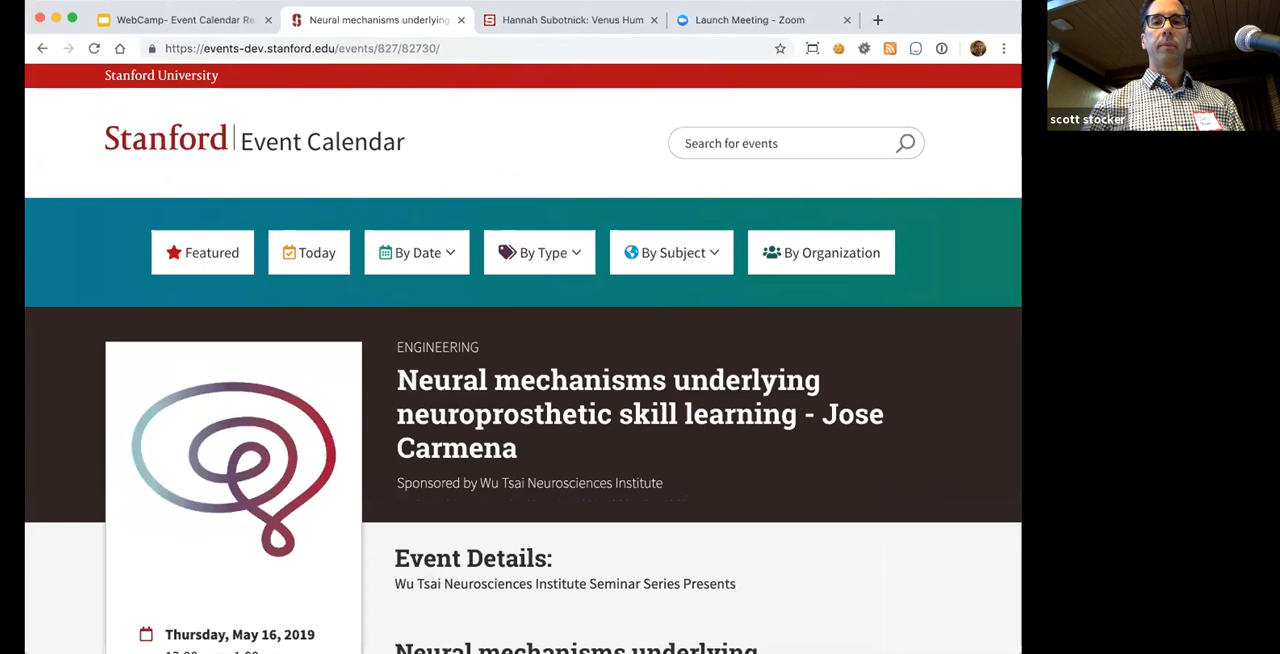 WebCamp- Event Calendar Re
Neural mechanisms underlying
Hannah Subotnick: Venus Hum
Launch Meeting - Zoom
https://events-dev.stanford.edu/events/827/82730/
Stanford University
Stanford Event Calendar
Search for events
Featured
Today
By Date
By Type
By Subject
By Organization
ENGINEERING
Neural mechanisms underlying
neuroprosthetic skill learning - Jose
Carmena
Sponsored by Wu Tsai Neurosciences Institute
Event Details:
Wu Tsai Neurosciences Institute Seminar Series Presents
Thursday, May 16, 2019
Neural mechanisms underlying
scott stocker